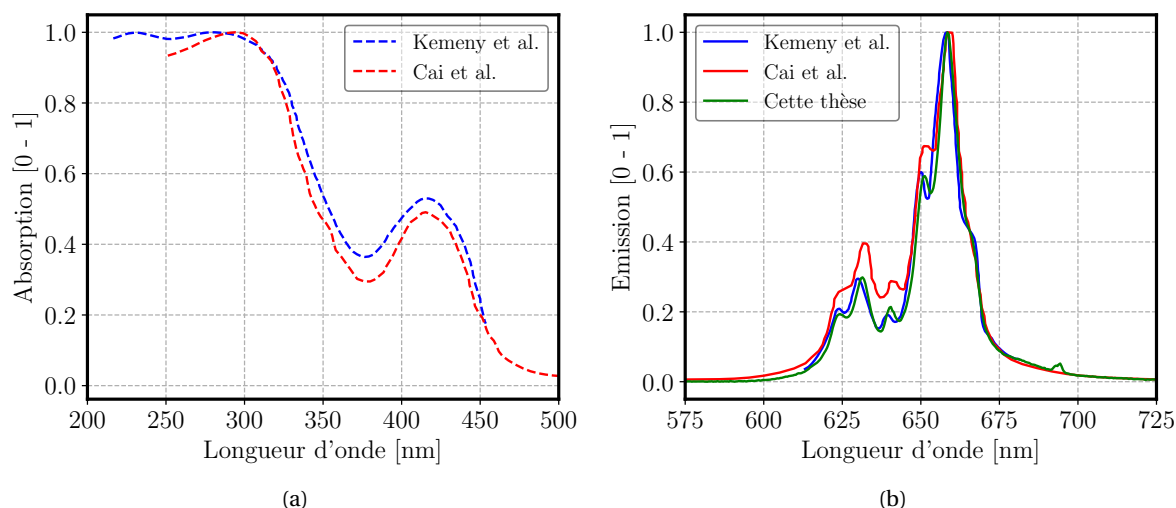 Absorption [0 - 1]
1.0
0.8
0.6
0.4
0.2
0.0
200 250 300 350 400 450 500
Longueur d'onde [nm]
Kemeny et al.
Cai et al.
(a)
Emission [0 - 1]
1.0
0.8
0.6
0.4
0.2
0.0
575 600 625 650 675 700 725
Longueur d'onde [nm]
Kemeny et al.
Cai et al.
Cette thèse
(b)